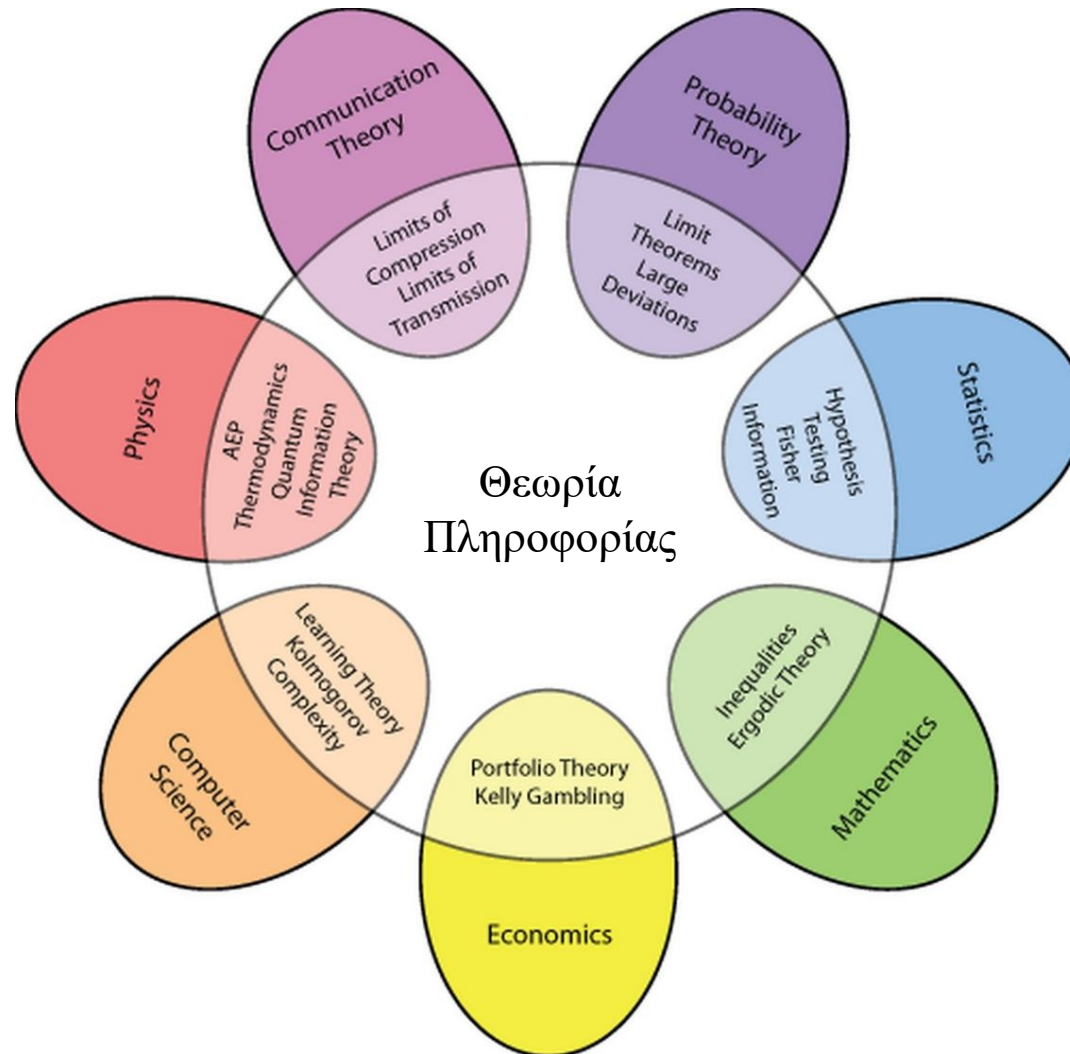 Communication
Theory
Limits of
Compression
Limits of
Transmission
Probability
Theory
Limit
Theorems
Large
Deviations
Physics
AEP
Thermodynamics
Quantum
Information
Theory
Θεωρία
Πληροφορίας
Hypothesis
Testing
Fisher
Information
Statistics
Learning Theory
Kolmogorov
Complexity
Computer
Science
Inequalities
Ergodic Theory
Mathematics
Portfolio Theory
Kelly Gambling
Economics